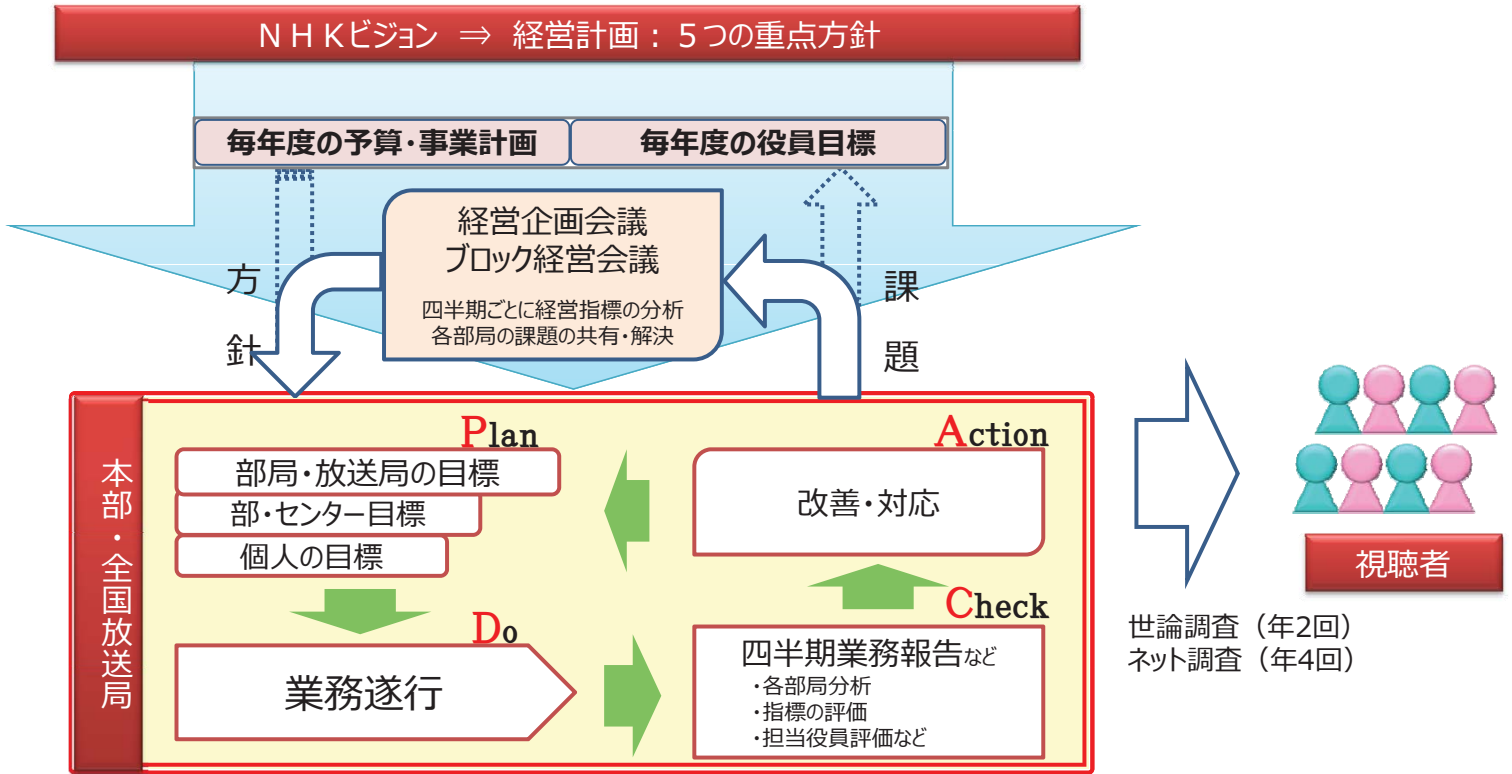 NHKビジョン ⇒ 経営計画:5つの重点方針
毎年度の予算・事業計画
毎年度の役員目標
経営企画会議
ブロック経営会議
四半期ごとに経営指標の分析
各部局の課題の共有・解決
方針
課題
本部・全国放送局
Plan
部局・放送局の目標
部・センター目標
個人の目標
Do
業務遂行
Check
四半期業務報告など
・各部局分析
・指標の評価
・担当役員評価など
Action
改善・対応
視聴者
世論調査(年2回)
ネット調査(年4回)